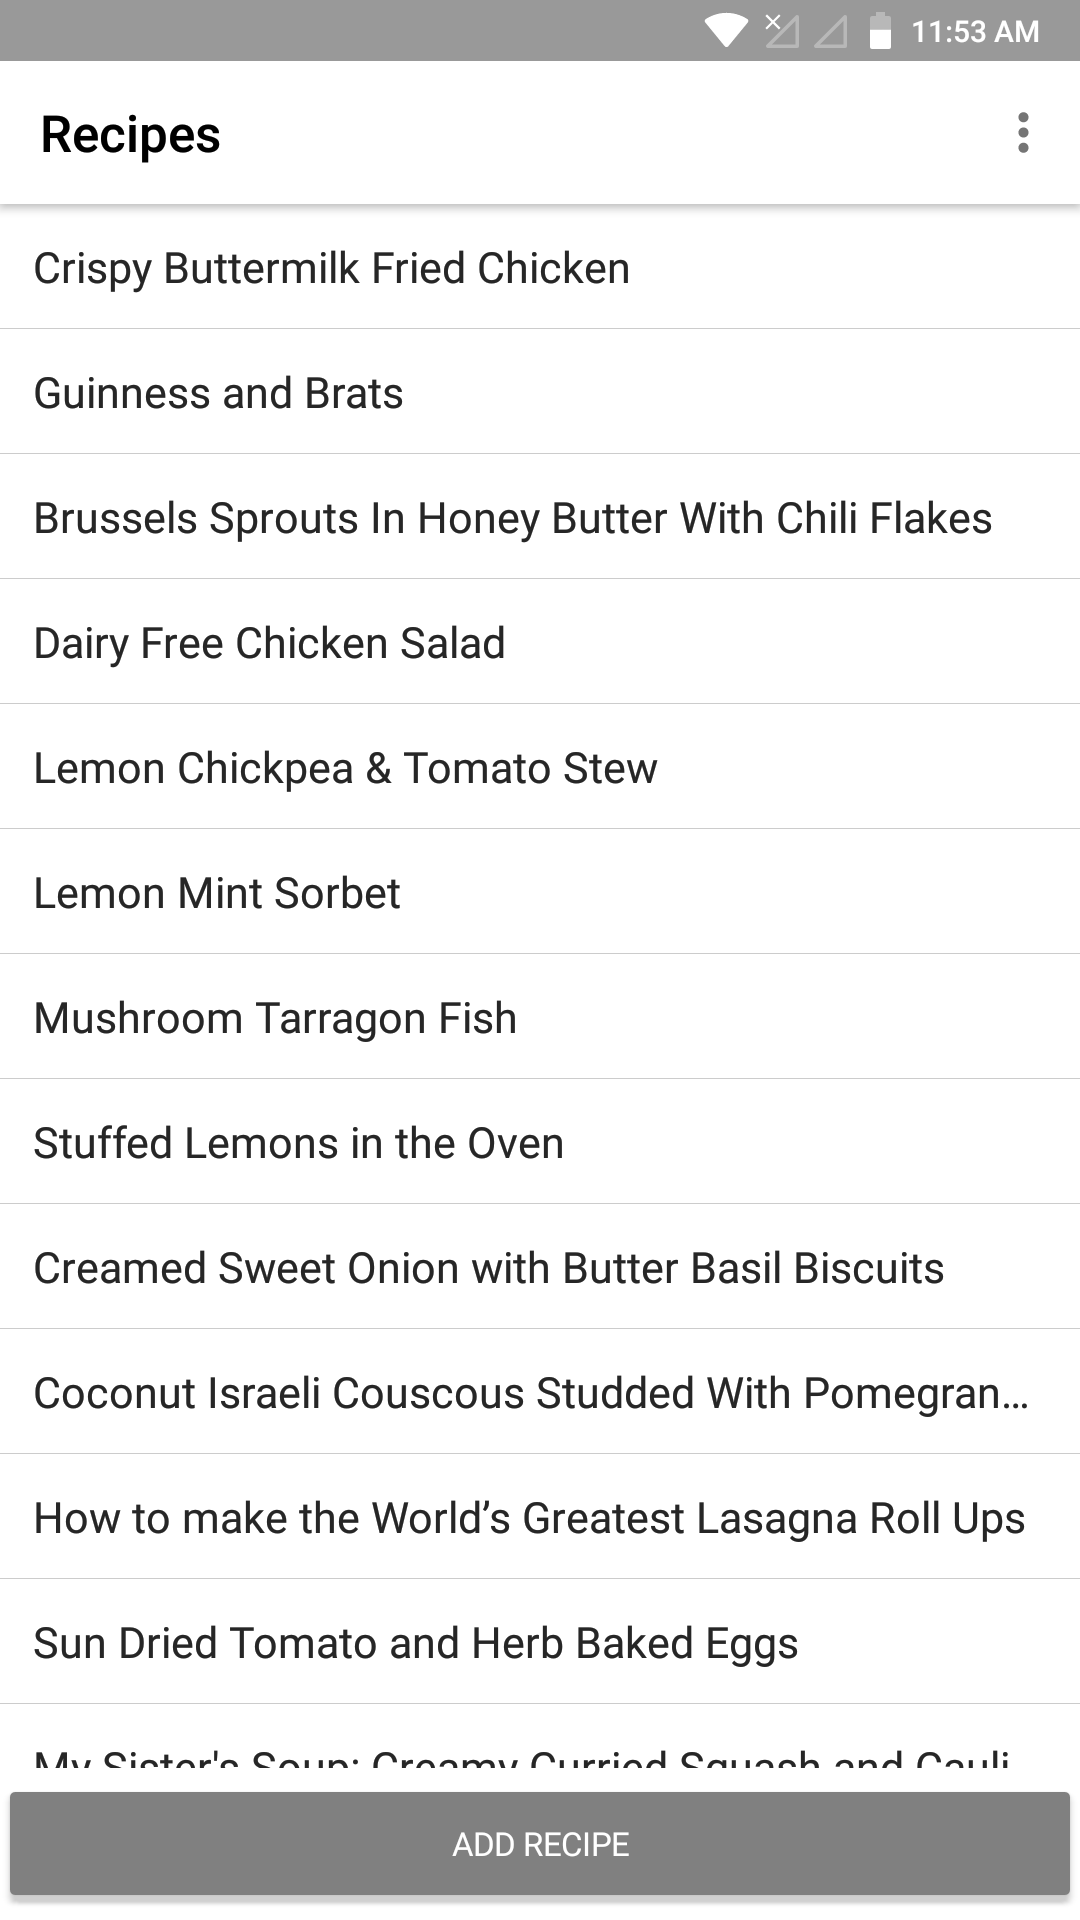 11:53 AM
Recipes
Crispy Buttermilk Fried Chicken
Guinness and Brats
Brussels Sprouts In Honey Butter With Chili Flakes
Dairy Free Chicken Salad
Lemon Chickpea & Tomato Stew
Lemon Mint Sorbet
Mushroom Tarragon Fish
Stuffed Lemons in the Oven
Creamed Sweet Onion with Butter Basil Biscuits
Coconut Israeli Couscous Studded With Pomegran...
How to make the World’s Greatest Lasagna Roll Ups
Sun Dried Tomato and Herb Baked Eggs
My Sister's Soup: Creamy Curried Squash and Cauli
ADD RECIPE